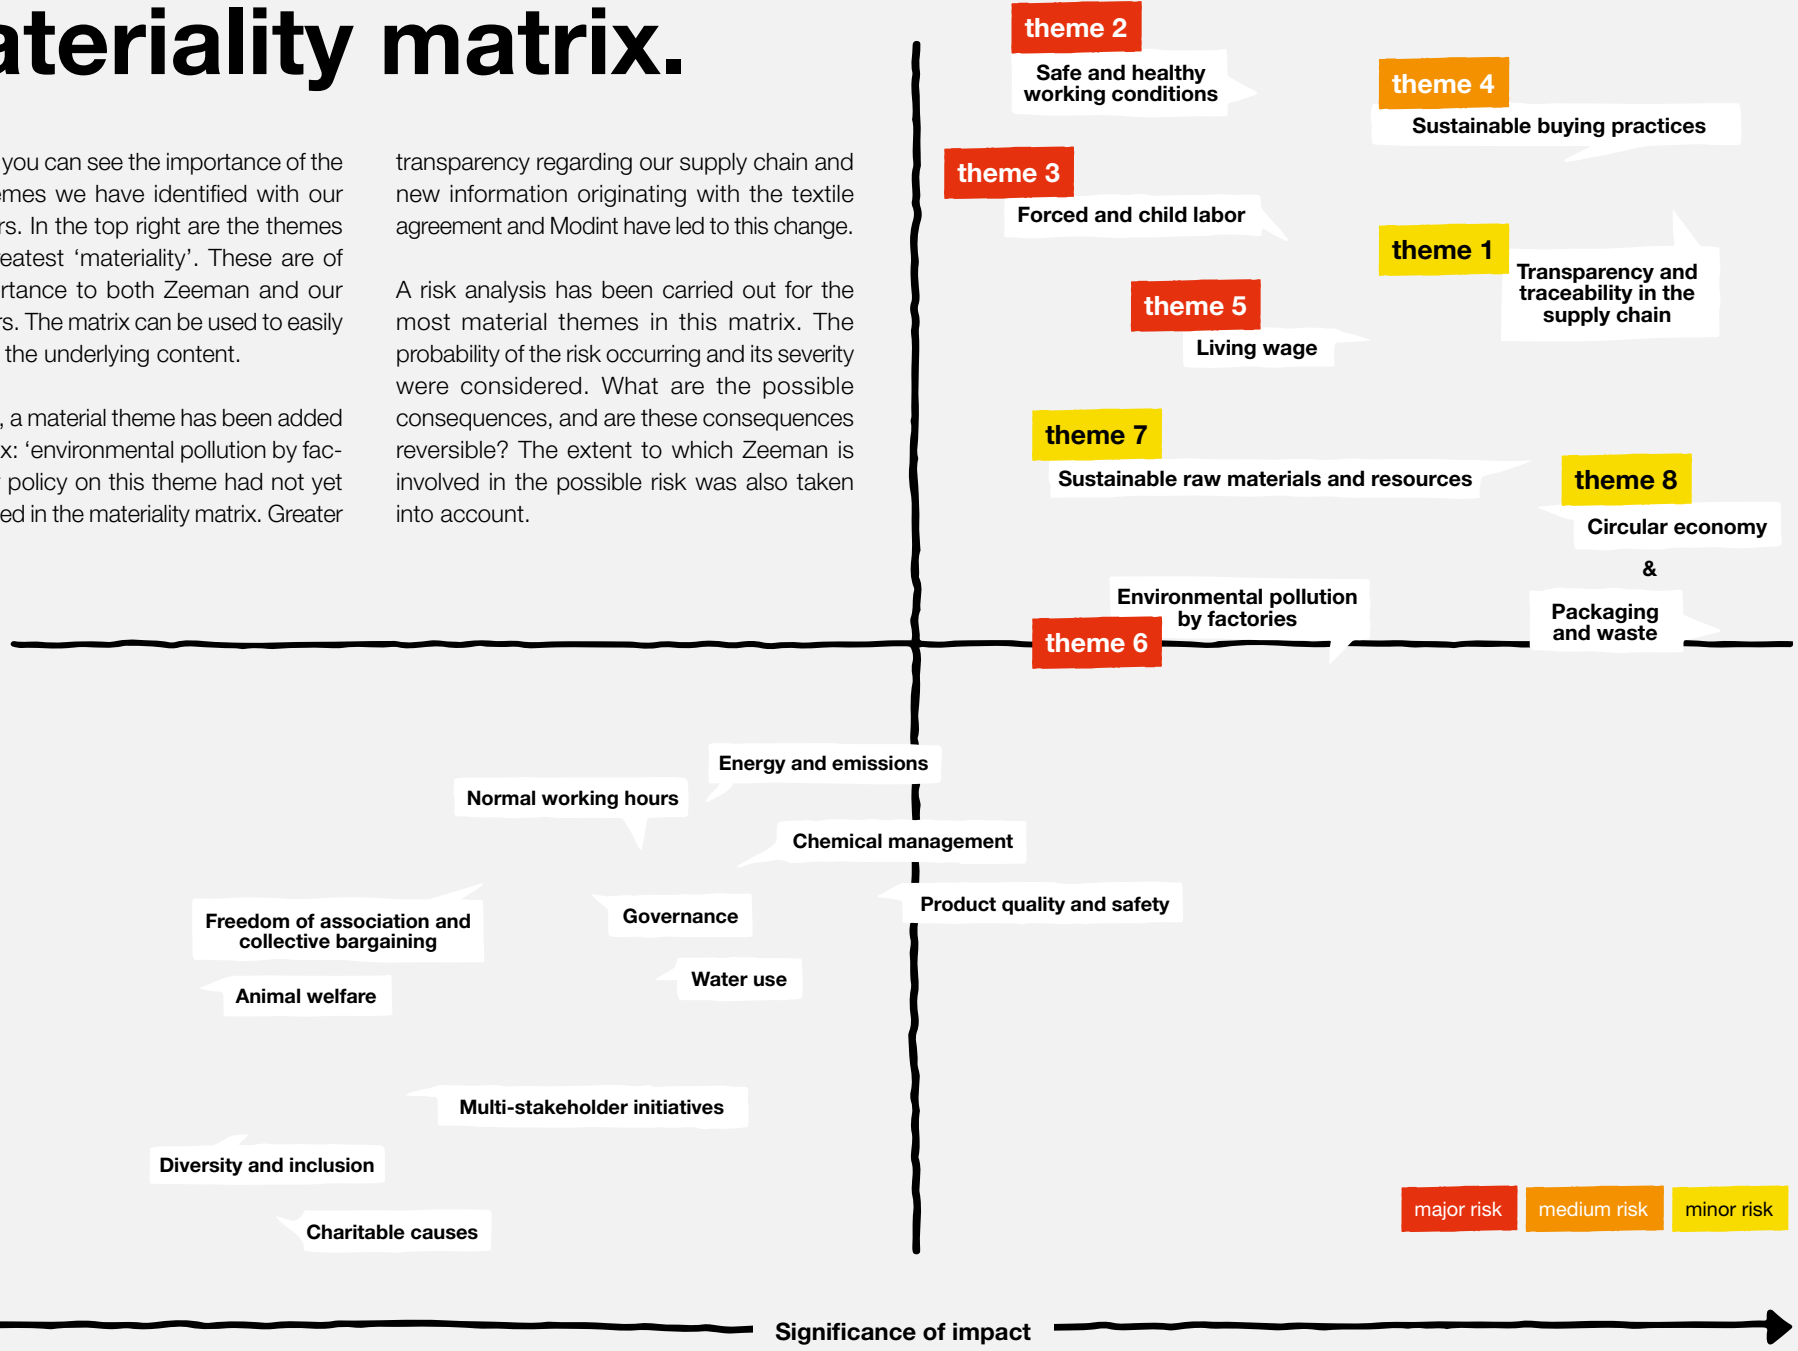 ateriality matrix.
you can see the importance of the
emes we have identified with our
rs. In the top right are the themes
reatest ‘materiality’. These are of
rtance to both Zeeman and our
rs. The matrix can be used to easily
the underlying content.
, a material theme has been added
x: ‘environmental pollution by fac-
policy on this theme had not yet
ed in the materiality matrix. Greater
transparency regarding our supply chain and
new information originating with the textile
agreement and Modint have led to this change.
A risk analysis has been carried out for the
most material themes in this matrix. The
probability of the risk occurring and its severity
were considered. What are the possible
consequences, and are these consequences
reversible? The extent to which Zeeman is
involved in the possible risk was also taken
into account.
theme 2
Safe and healthy
working conditions
theme 4
Sustainable buying practices
theme 3
Forced and child labor
theme 1
Transparency and
traceability in the
supply chain
theme 5
Living wage
theme 7
Sustainable raw materials and resources
theme 8
Circular economy
&
Packaging
and waste
Environmental pollution
by factories
theme 6
Energy and emissions
Normal working hours
Chemical management
Product quality and safety
Freedom of association and
collective bargaining
Governance
Water use
Animal welfare
Multi-stakeholder initiatives
Diversity and inclusion
Charitable causes
major risk
medium risk
minor risk
Significance of impact